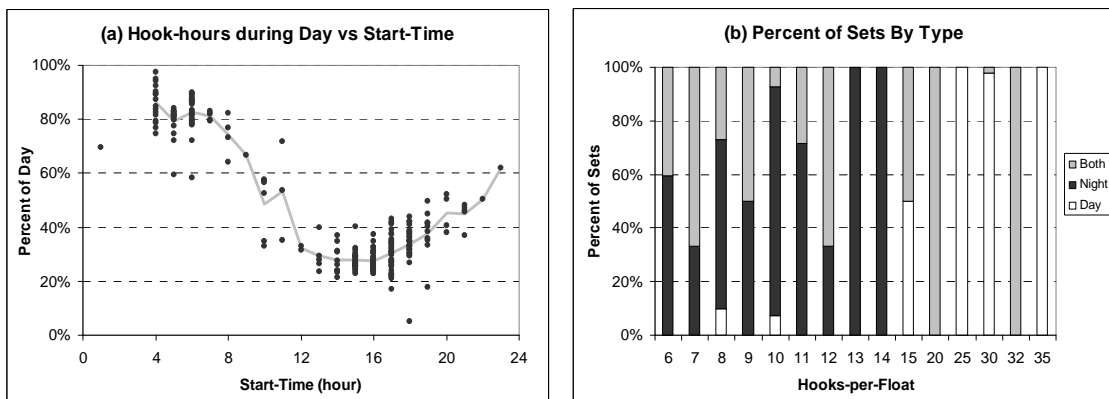 (a) Hook-hours during Day vs Start-Time
100%
80%
60%
40%
20%
0%
Percent of Day
0 4 8 12 16 20 24
Start-Time (hour)
(b) Percent of Sets By Type
100%
80%
60%
40%
20%
0%
Percent of Sets
6 7 8 9 10 11 12 13 14 15 20 25 30 32 35
Hooks-per-Float
Both
Night
Day